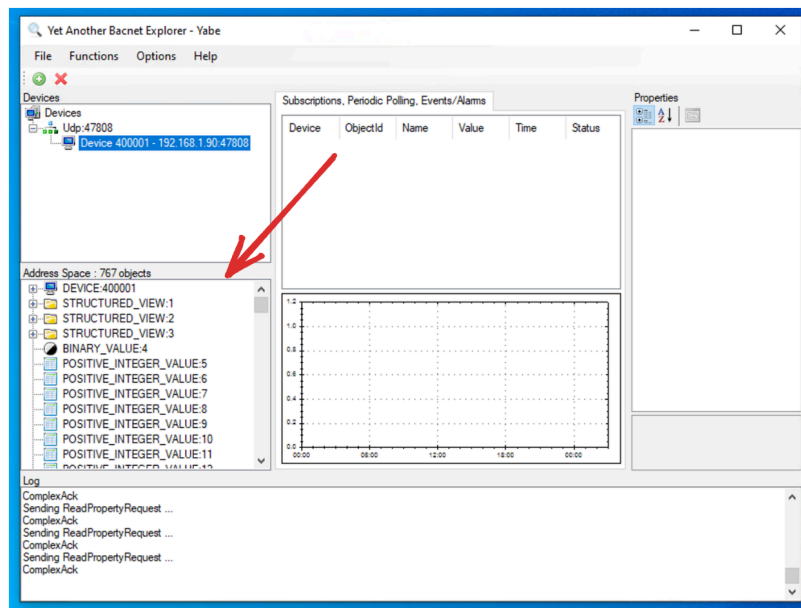 Yet Another Bacnet Explorer - Yabe
File Functions Options Help
Devices
Devices
Udp:47808
Device 400001 - 192.168.1.90:47808
Address Space : 767 objects
DEVICE:400001
STRUCTURED_VIEW:1
STRUCTURED_VIEW:2
STRUCTURED_VIEW:3
BINARY_VALUE:4
POSITIVE_INTEGER_VALUE:5
POSITIVE_INTEGER_VALUE:6
POSITIVE_INTEGER_VALUE:7
POSITIVE_INTEGER_VALUE:8
POSITIVE_INTEGER_VALUE:9
POSITIVE_INTEGER_VALUE:10
POSITIVE_INTEGER_VALUE:11
POSITIVE_INTEGER_VALUE:12
Subscriptions, Periodic Polling, Events/Alarms
Device ObjectId Name Value Time Status
1.2
1.0
0.8
0.6
0.4
0.2
0.0
00:00 06:00 12:00 18:00 00:00
Properties
Log
ComplexAck
Sending ReadPropertyRequest ...
ComplexAck
Sending ReadPropertyRequest ...
ComplexAck
Sending ReadPropertyRequest ...
ComplexAck